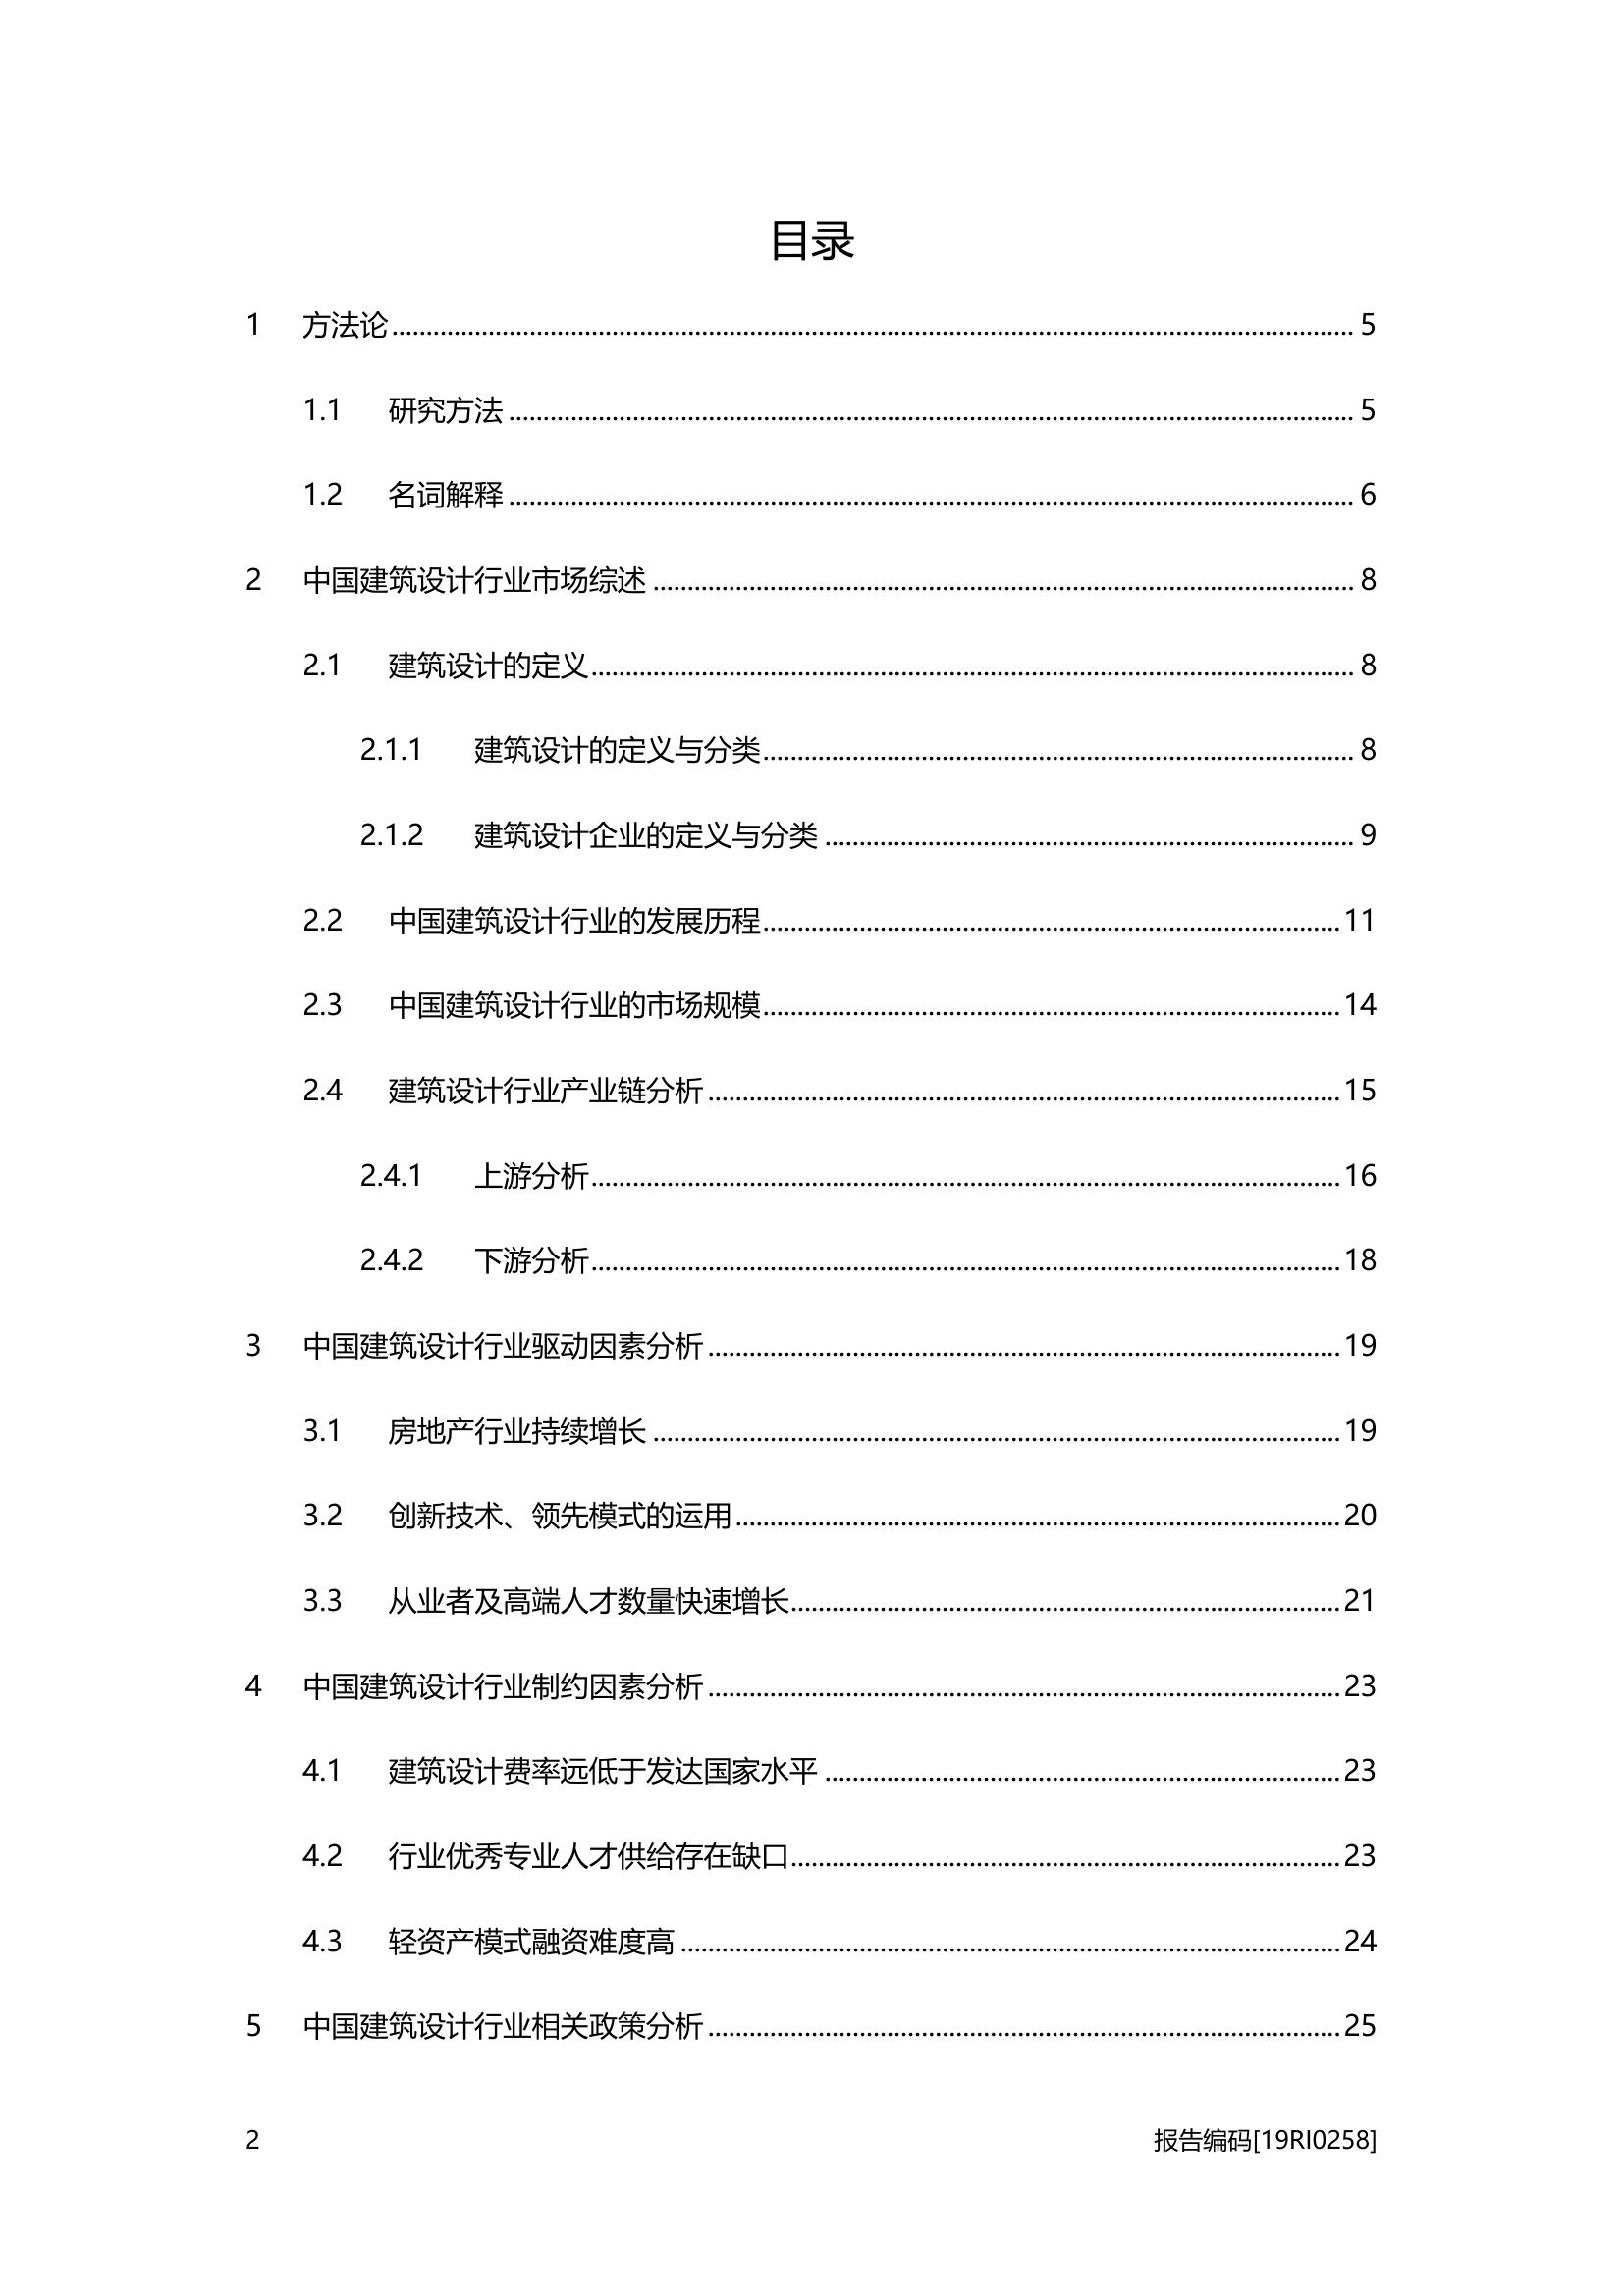 目录
1 方法论 5
1.1 研究方法 5
1.2 名词解释 6
2 中国建筑设计行业市场综述 8
2.1 建筑设计的定义 8
2.1.1 建筑设计的定义与分类 8
2.1.2 建筑设计企业的定义与分类 9
2.2 中国建筑设计行业的发展历程 11
2.3 中国建筑设计行业的市场规模 14
2.4 建筑设计行业产业链分析 15
2.4.1 上游分析 16
2.4.2 下游分析 18
3 中国建筑设计行业驱动因素分析 19
3.1 房地产行业持续增长 19
3.2 创新技术、领先模式的运用 20
3.3 从业者及高端人才数量快速增长 21
4 中国建筑设计行业制约因素分析 23
4.1 建筑设计费率远低于发达国家水平 23
4.2 行业优秀专业人才供给存在缺口 23
4.3 轻资产模式融资难度高 24
5 中国建筑设计行业相关政策分析 25
2 报告编码[19RI0258]